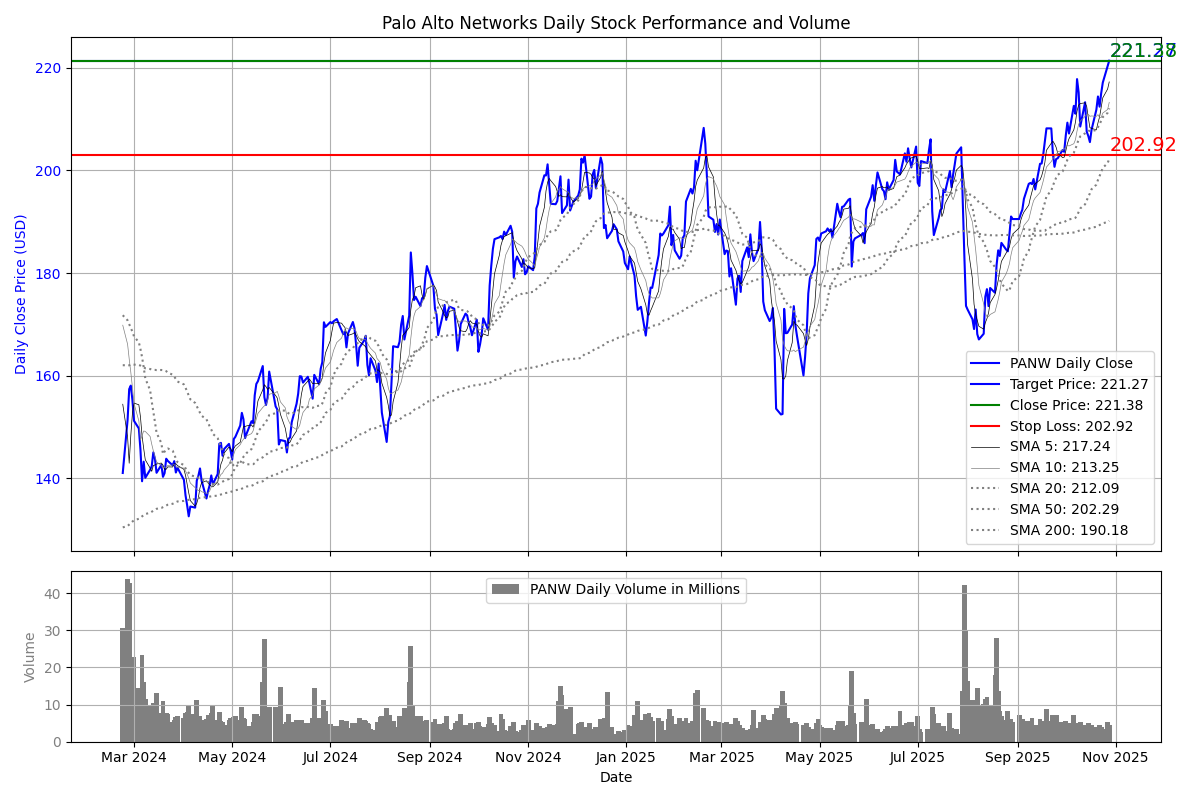 Palo Alto Networks Daily Stock Performance and Volume
221.38
202.92
Daily Close Price (USD)
220
200
180
160
140
PANW Daily Close
Target Price: 221.27
Close Price: 221.38
Stop Loss: 202.92
SMA 5: 217.24
SMA 10: 213.25
SMA 20: 212.09
SMA 50: 202.29
SMA 200: 190.18
PANW Daily Volume in Millions
Volume
40
30
20
10
0
Mar 2024 May 2024 Jul 2024 Sep 2024 Nov 2024 Jan 2025 Mar 2025 May 2025 Jul 2025 Sep 2025 Nov 2025
Date